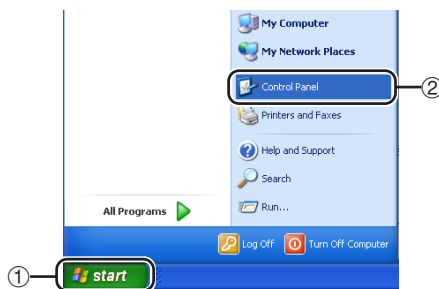 My Computer
My Network Places
Control Panel
②
Printers and Faxes
Help and Support
Search
Run...
All Programs
Log Off
Turn Off Computer
①
start